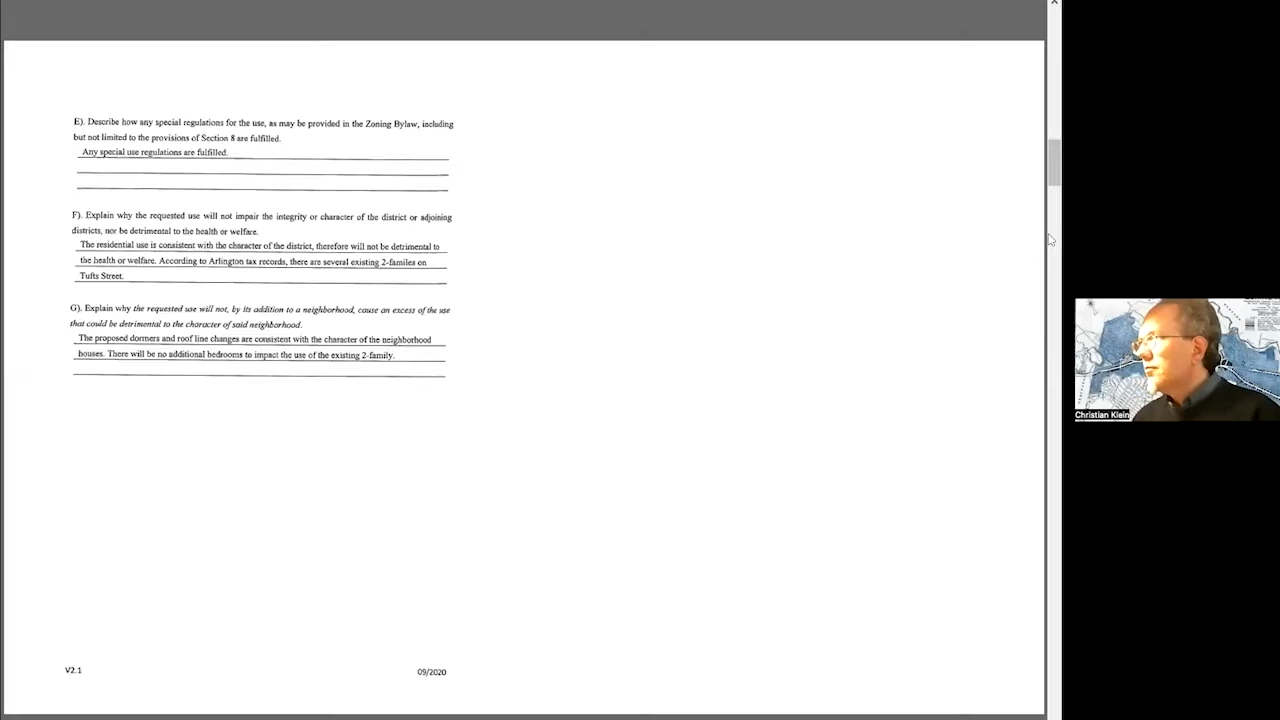 E). Describe how any special regulations for the use, as may be provided in the Zoning Bylaw, including
but not limited to the provisions of Section 8 are fulfilled.
Any special use regulations are fulfilled.
F). Explain why the requested use will not impair the integrity or character of the district or adjoining
districts, nor be detrimental to the health or welfare.
The residential use is consistent with the character of the district, therefore will not be detrimental to
the health or welfare. According to Arlington tax records, there are several existing 2-familes on
Tufts Street.
G). Explain why the requested use will not, by its addition to a neighborhood, cause an excess of the use
that could be detrimental to the character of said neighborhood.
The proposed dormers and roof line changes are consistent with the character of the neighborhood
houses. There will be no additional bedrooms to impact the use of the existing 2-family.
V2.1
09/2020
Christian Klein